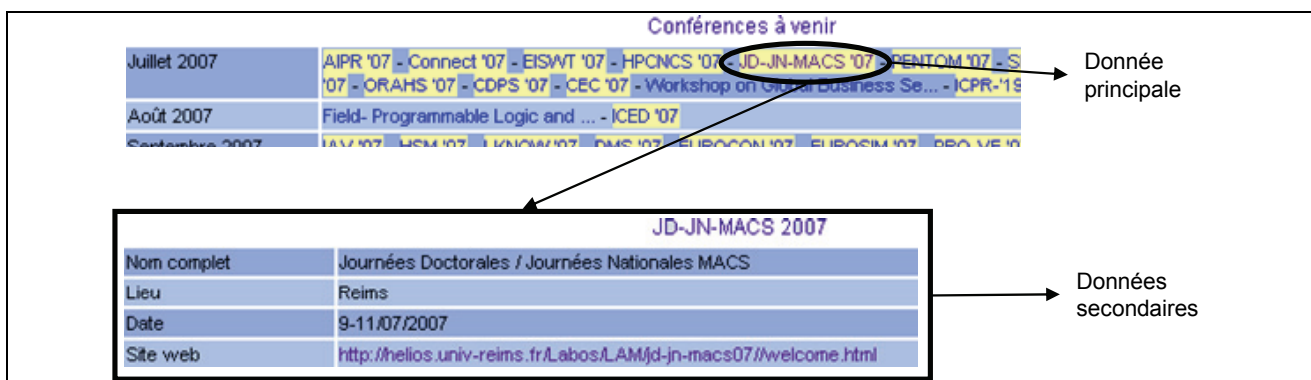 Conférences à venir
Juillet 2007 AIPR '07 - Connect '07 - EISWT '07 - HPCNCS '07 - JD-JN-MACS '07 - PENTOM '07 - S
'07 - ORAHS '07 - CDPS '07 - CEC '07 - Workshop on Global Business Se... - ICPR-'19
Donnée
principale
Août 2007 Field- Programmable Logic and ... - ICED '07
Septembre 2007
JD-JN-MACS 2007
Nom complet Journées Doctorales / Journées Nationales MACS
Lieu Reims
Date 9-11/07/2007
Site web http://helios.univ-reims.fr/Labos/LAM/jd-jn-macs07//welcome.html
Données
secondaires